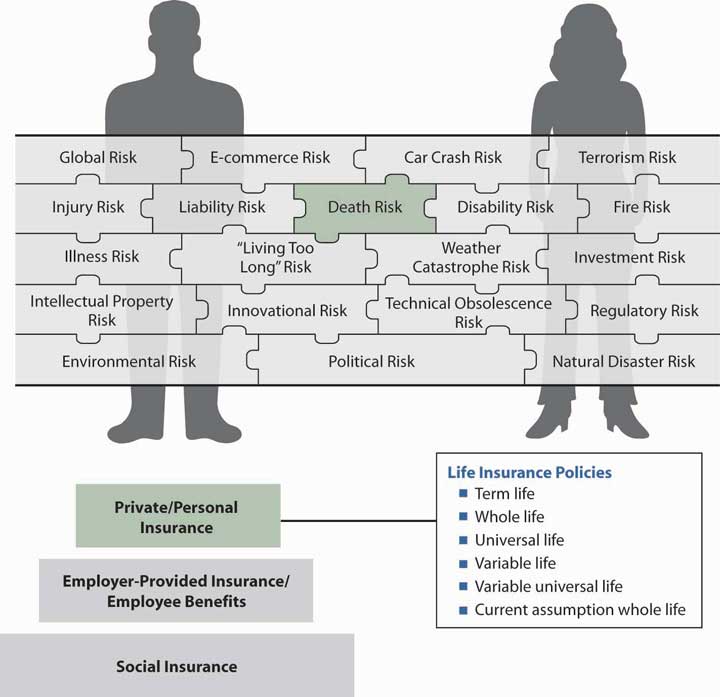 Global Risk
E-commerce Risk
Car Crash Risk
Terrorism Risk
Injury Risk
Liability Risk
Death Risk
Disability Risk
Fire Risk
Illness Risk
“Living Too
Long” Risk
Weather
Catastrophe Risk
Investment Risk
Intellectual Property
Risk
Innovational Risk
Technical Obsolescence
Risk
Regulatory Risk
Environmental Risk
Political Risk
Natural Disaster Risk
Private/Personal
Insurance
Employer-Provided Insurance/
Employee Benefits
Social Insurance
Life Insurance Policies
Term life
Whole life
Universal life
Variable life
Variable universal life
Current assumption whole life